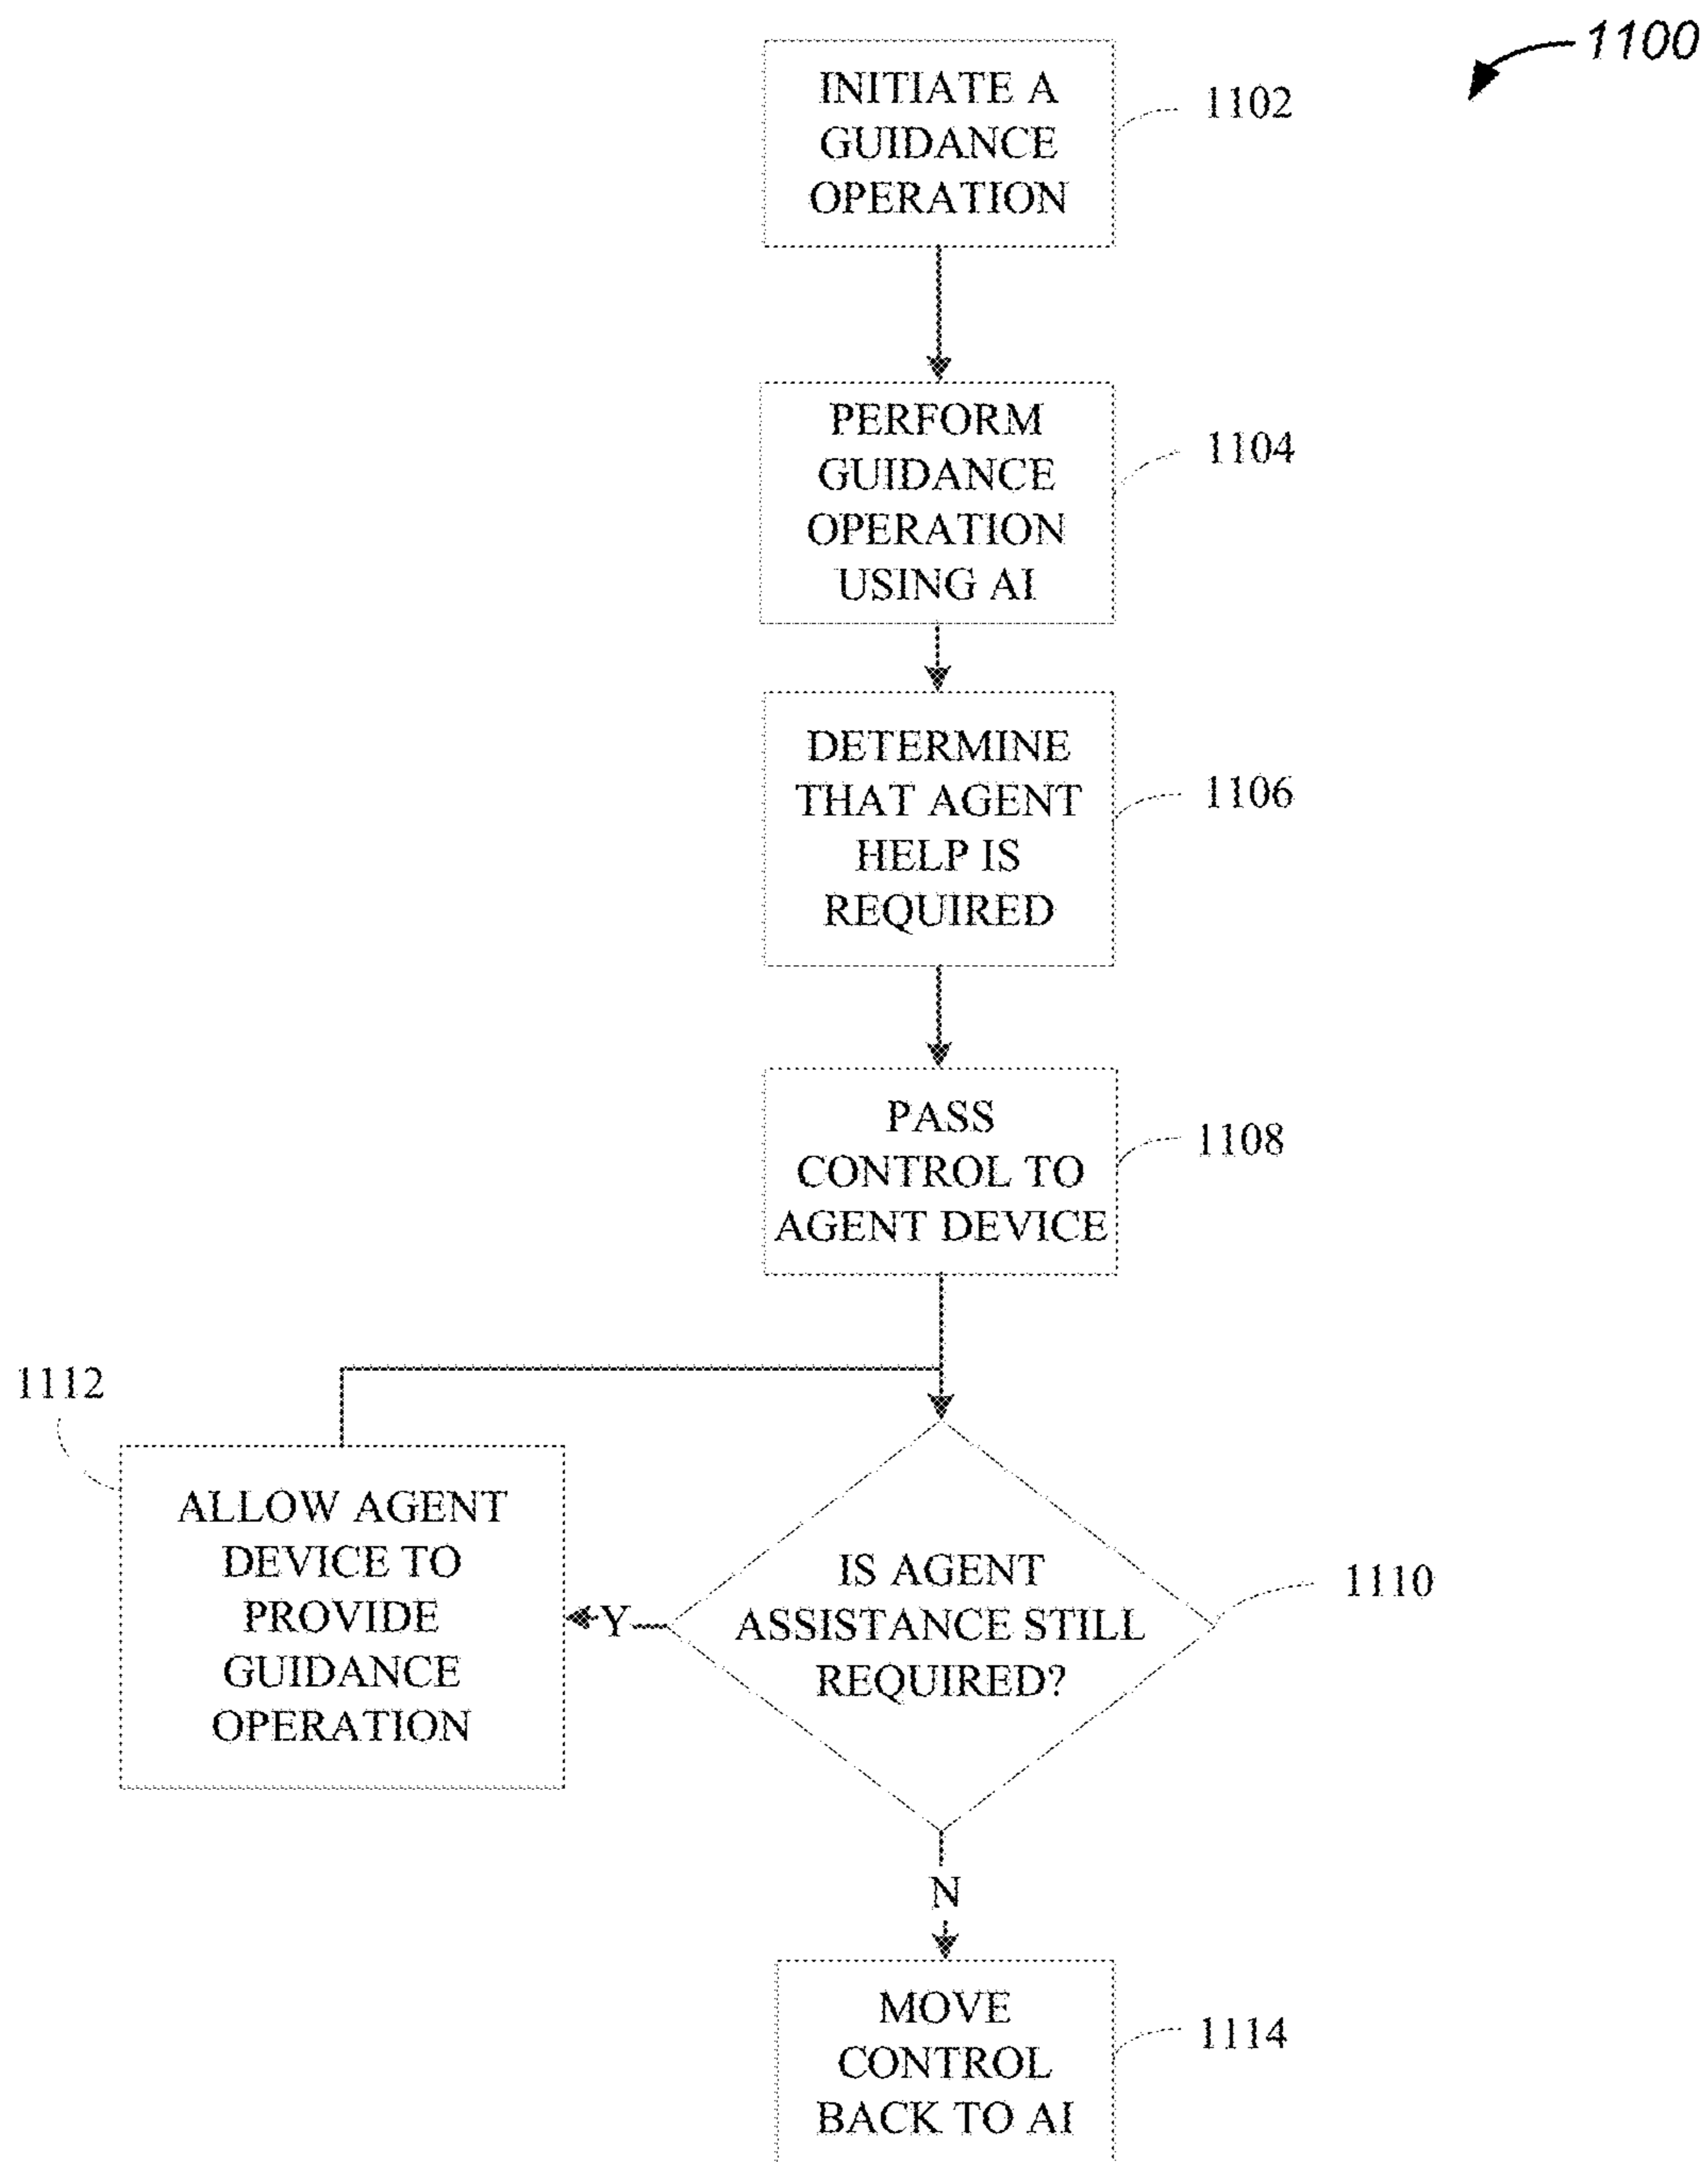 1100
INITIATE A
GUIDANCE
OPERATION
1102
PERFORM
GUIDANCE
OPERATION
USING AI
1104
DETERMINE
THAT AGENT
HELP IS
REQUIRED
1106
PASS
CONTROL TO
AGENT DEVICE
1108
1112
ALLOW AGENT
DEVICE TO
PROVIDE
GUIDANCE
OPERATION
Y
IS AGENT
ASSISTANCE STILL
REQUIRED?
1110
N
MOVE
CONTROL
BACK TO AI
1114